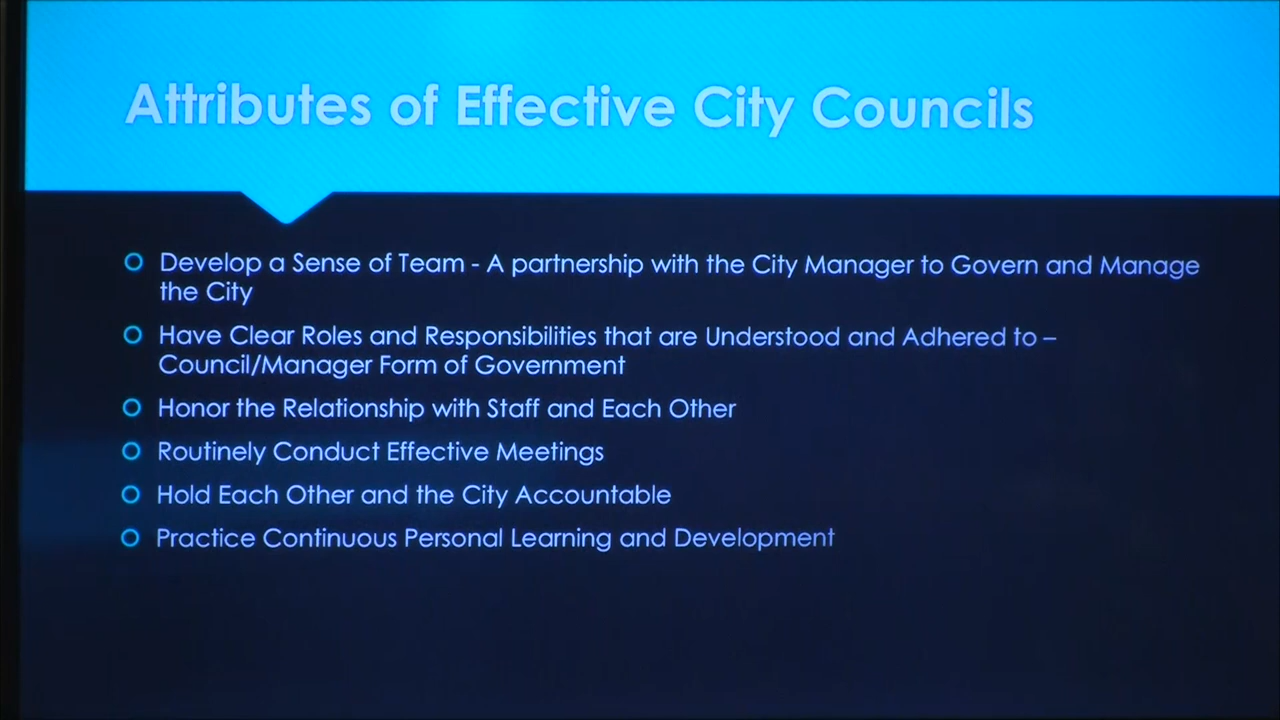 Attributes of Effective City Councils
Develop a Sense of Team - A partnership with the City Manager to Govern and Manage
the City
Have Clear Roles and Responsibilities that are Understood and Adhered to –
Council/Manager Form of Government
Honor the Relationship with Staff and Each Other
Routinely Conduct Effective Meetings
Hold Each Other and the City Accountable
Practice Continuous Personal Learning and Development